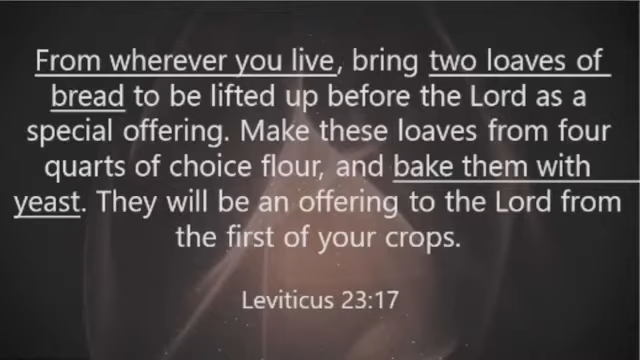 From wherever you live, bring two loaves of
bread to be lifted up before the Lord as a
special offering. Make these loaves from four
quarts of choice flour, and bake them with
yeast. They will be an offering to the Lord from
the first of your crops.
Leviticus 23:17